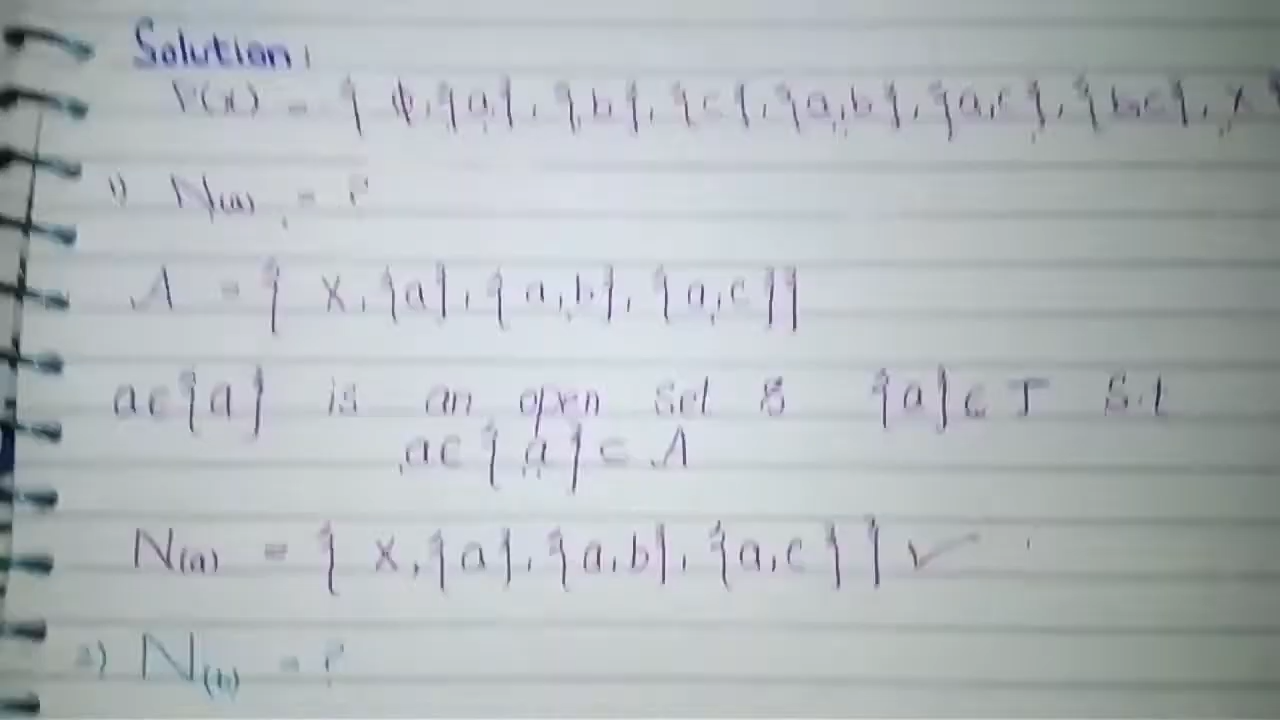 Solution:
P(x) = { ϕ, {a}, {b}, {c}, {a,b}, {a,c}, {b,c}, X }
1) N(a) = ?
A = { X, {a}, {a,b}, {a,c}}
a∈{a} is an open set & {a}∈T S.t
a∈{a}⊂A
N(a) = { X, {a}, {a,b}, {a,c} } ✓
2) N(b) = ?